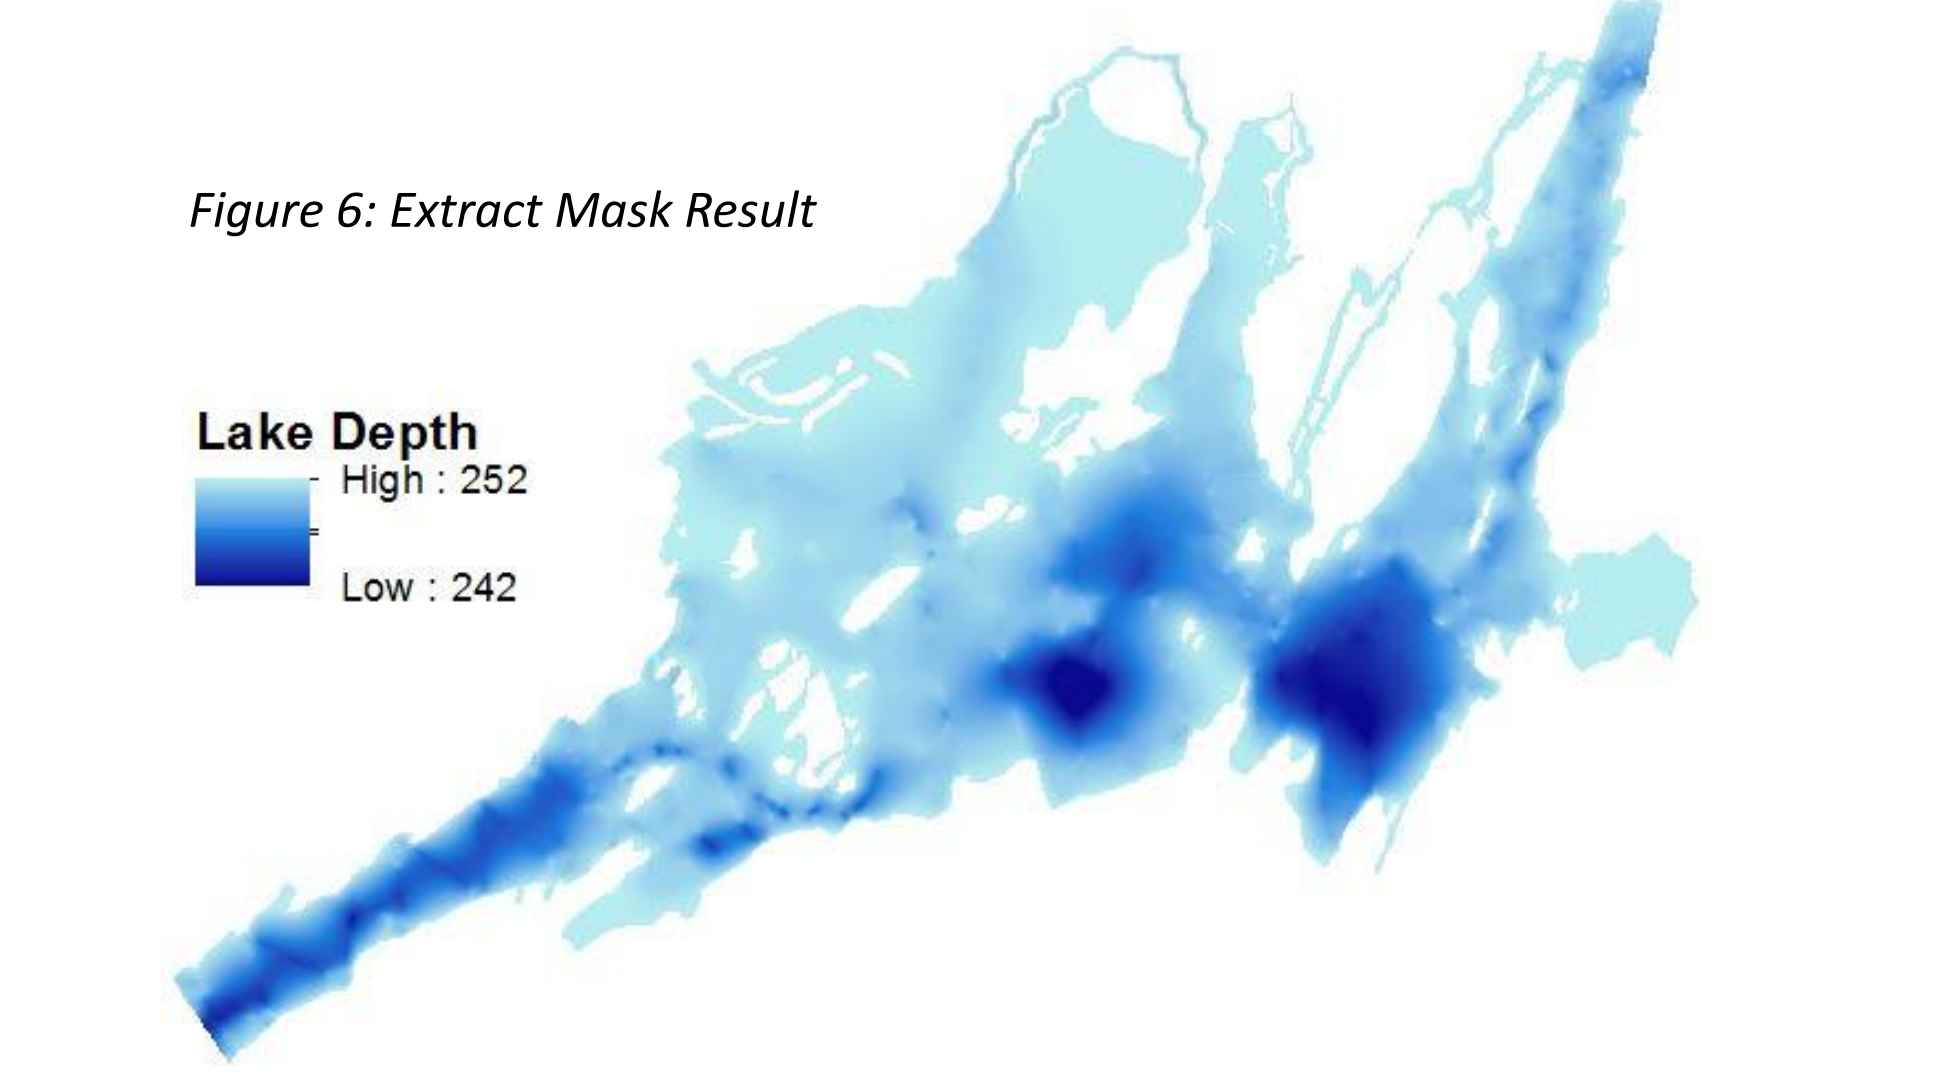 Figure 6: Extract Mask Result
Lake Depth
High : 252
Low : 242